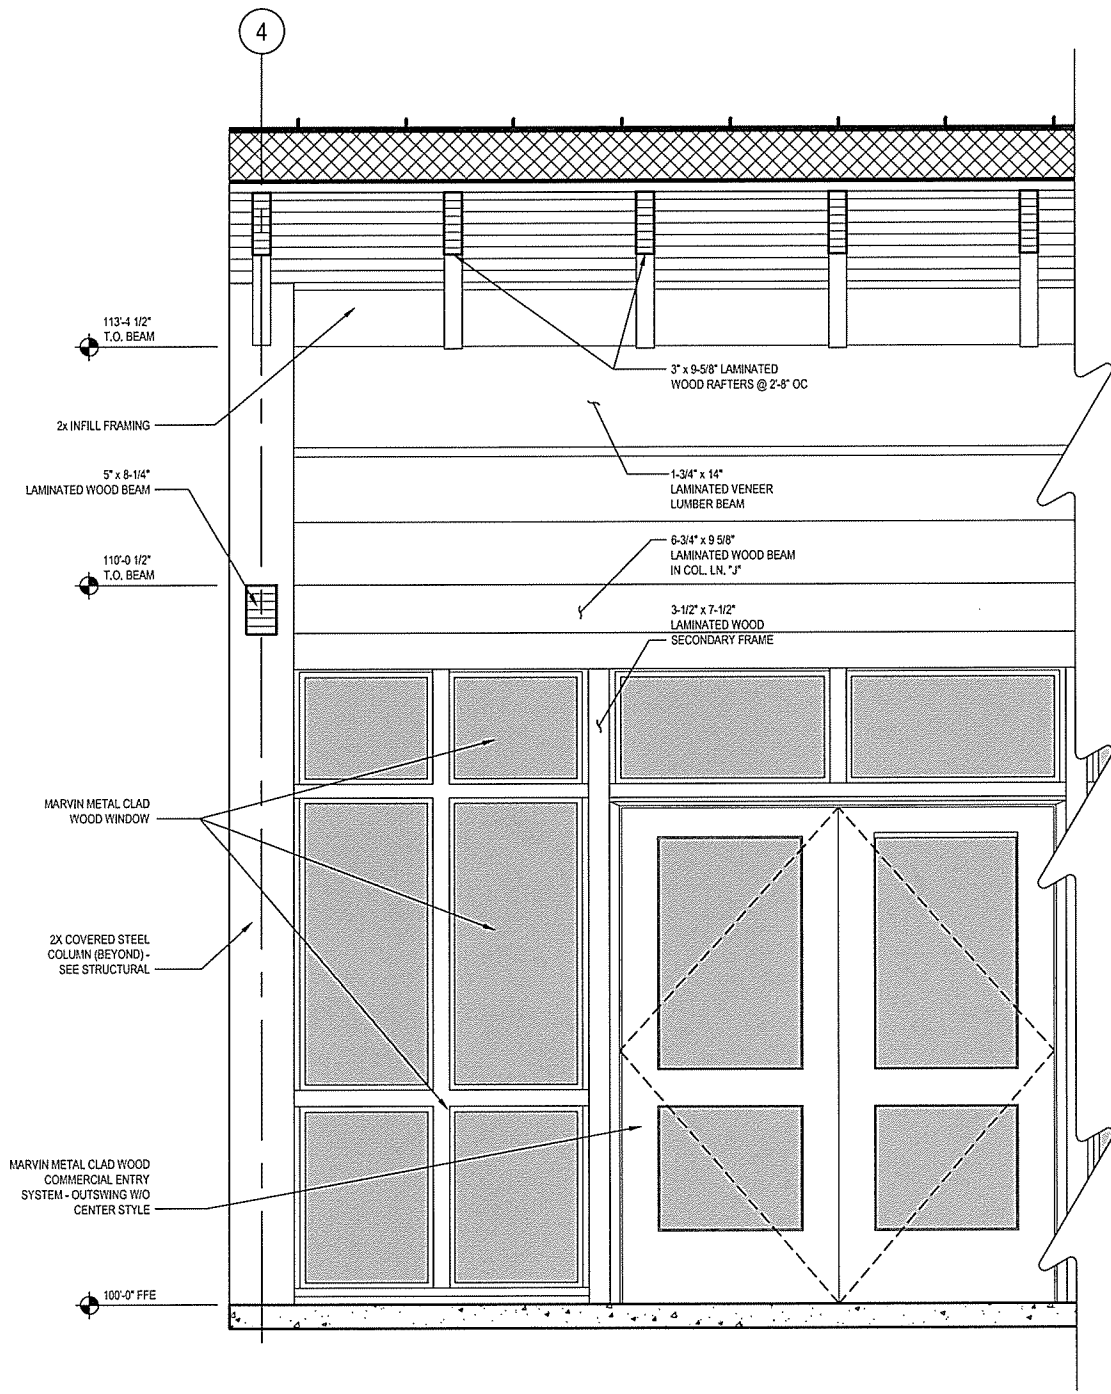 4
113'-4 1/2"
T.O. BEAM
3" x 9-5/8" LAMINATED
WOOD RAFTERS @ 2'-8" OC
2x INFILL FRAMING
5" x 8-1/4"
LAMINATED WOOD BEAM
1-3/4" x 14"
LAMINATED VENEER
LUMBER BEAM
6-3/4" x 9 5/8"
LAMINATED WOOD BEAM
IN COL. LN. "J"
110'-0 1/2"
T.O. BEAM
3-1/2" x 7-1/2"
LAMINATED WOOD
SECONDARY FRAME
MARVIN METAL CLAD
WOOD WINDOW
2X COVERED STEEL
COLUMN (BEYOND) -
SEE STRUCTURAL
MARVIN METAL CLAD WOOD
COMMERCIAL ENTRY
SYSTEM - OUTSWING W/O
CENTER STYLE
100'-0" FFE